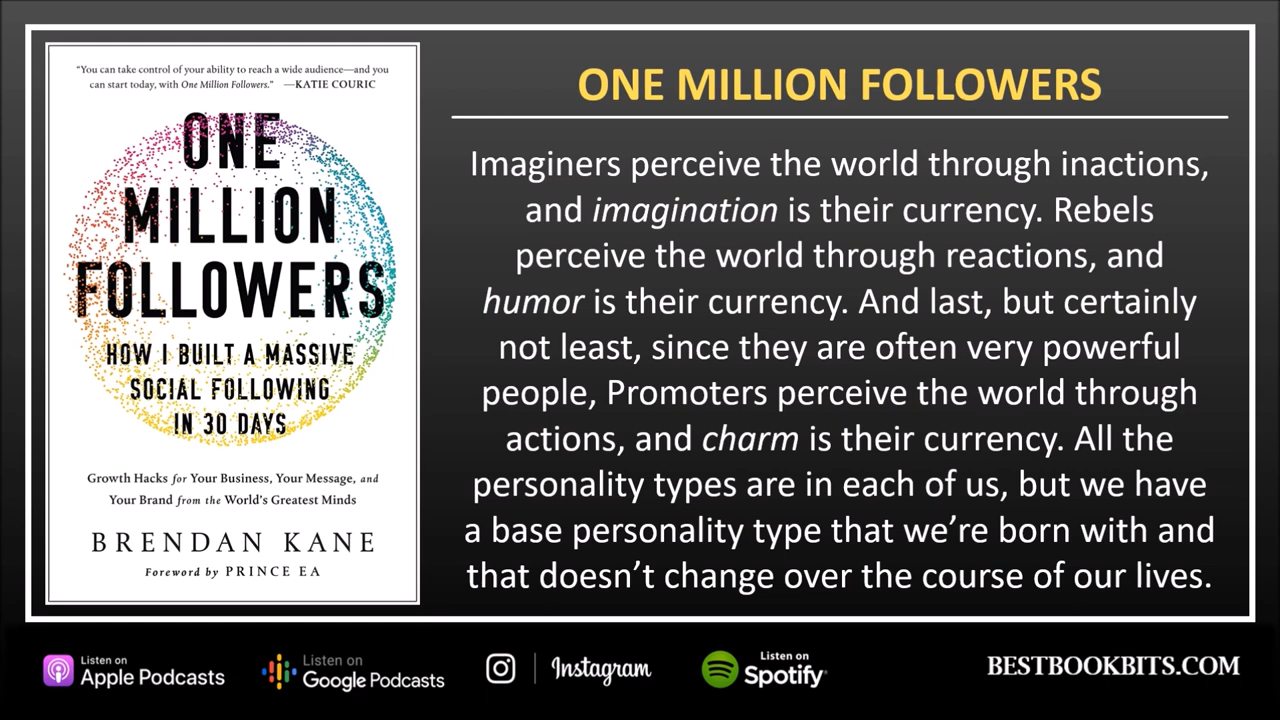 “You can take control of your ability to reach a wide audience—and you
can start today, with One Million Followers.” —KATIE COURIC
ONE
MILLION
FOLLOWERS
HOW I BUILT A MASSIVE
SOCIAL FOLLOWING
IN 30 DAYS
Growth Hacks for Your Business, Your Message, and
Your Brand from the World’s Greatest Minds
BRENDAN KANE
Foreword by PRINCE EA
ONE MILLION FOLLOWERS
Imaginers perceive the world through inactions,
and imagination is their currency. Rebels
perceive the world through reactions, and
humor is their currency. And last, but certainly
not least, since they are often very powerful
people, Promoters perceive the world through
actions, and charm is their currency. All the
personality types are in each of us, but we have
a base personality type that we’re born with and
that doesn’t change over the course of our lives.
Listen on
Apple Podcasts
Listen on
Google Podcasts
Instagram
Listen on
Spotify
BESTBOOKBITS.COM